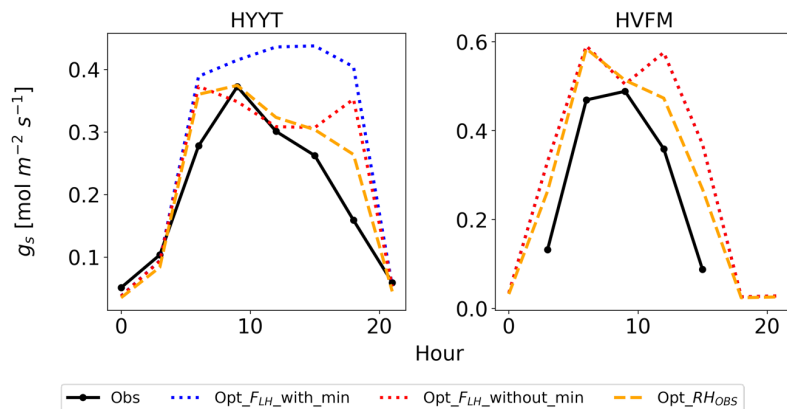 HYYT
HVFM
g_s [mol m⁻² s⁻¹]
0.4
0.3
0.2
0.1
0.6
0.4
0.2
0.0
0
10
20
0
10
20
Hour
Obs
Opt_F_LH_with_min
Opt_F_LH_without_min
Opt_RH_OBS